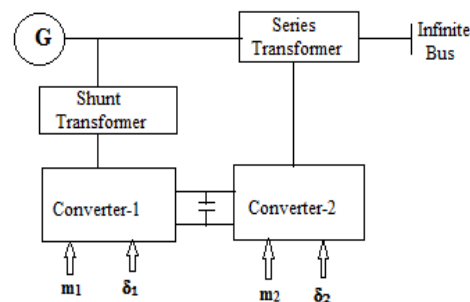 G
Series
Transformer
Infinite
Bus
Shunt
Transformer
Converter-1
Converter-2
m1
δ1
m2
δ2